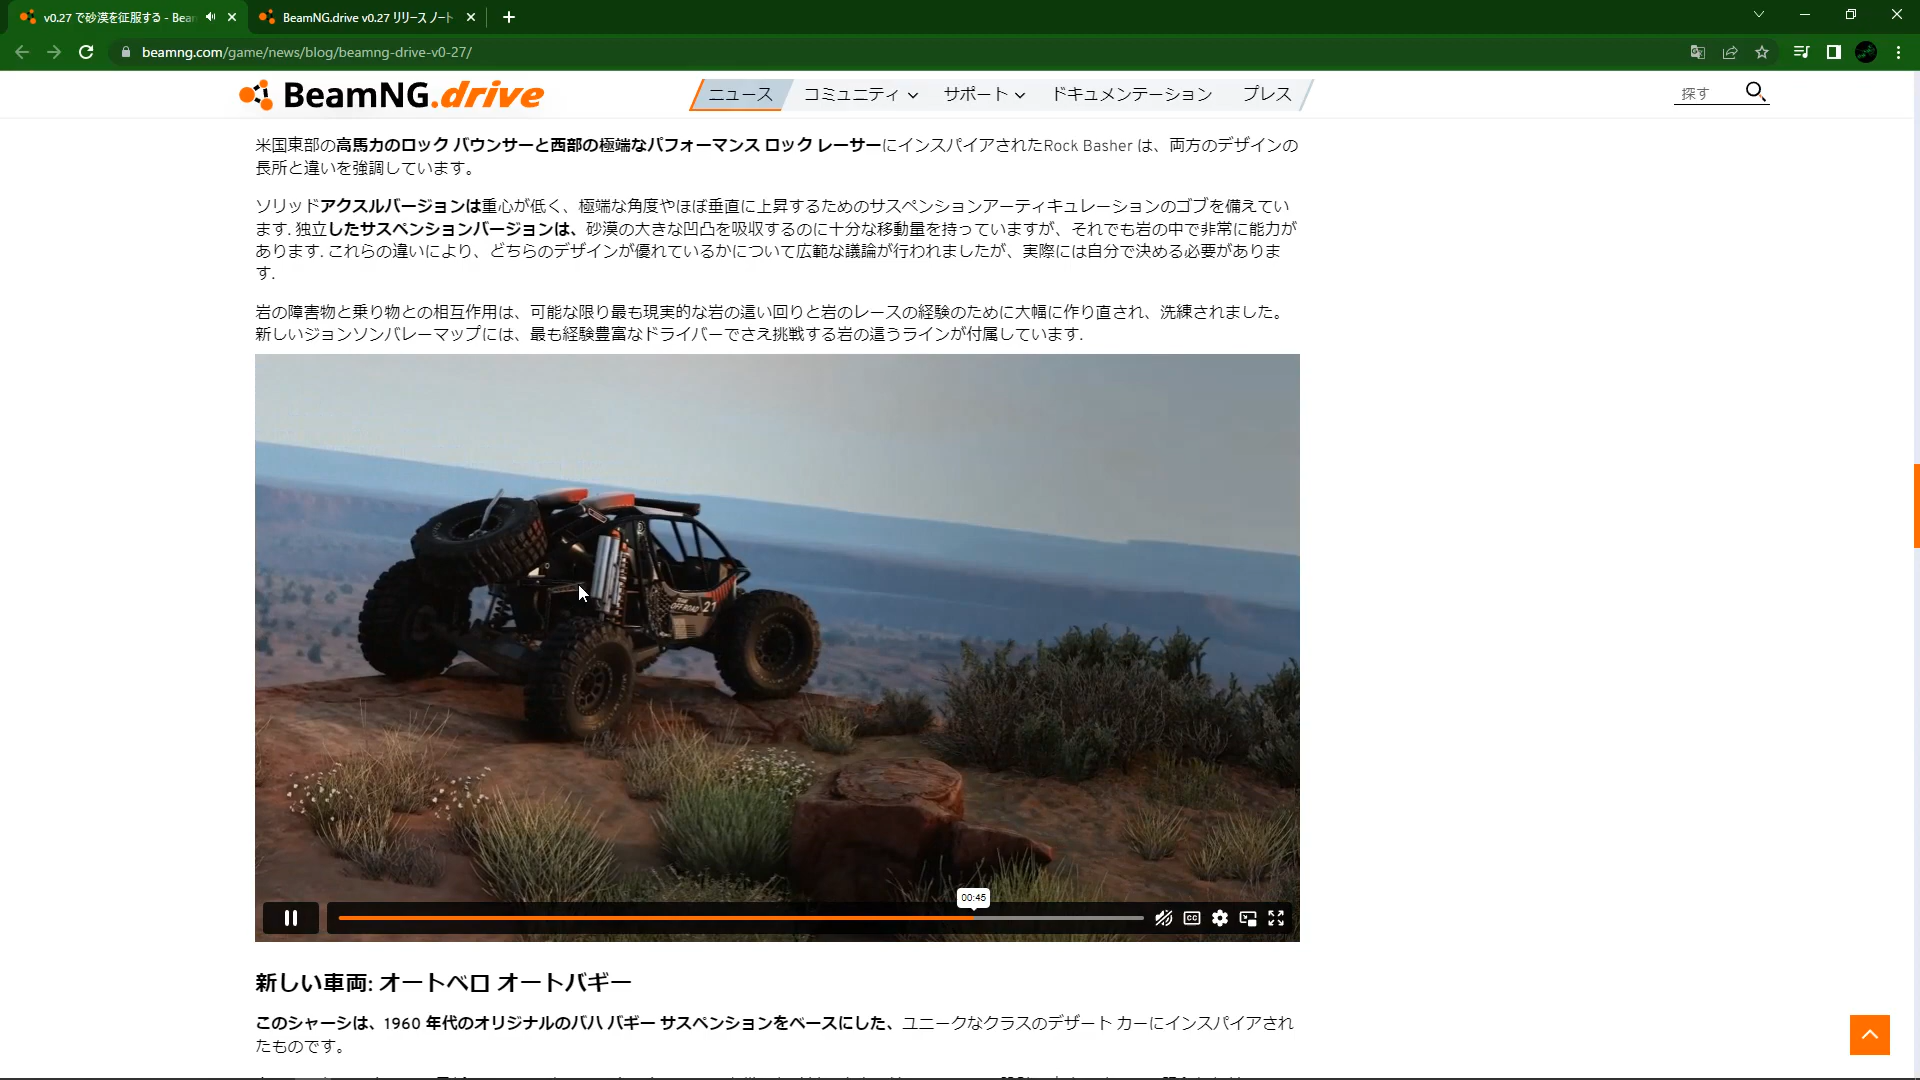 v0.27 で砂漠を征服する - Bea
BeamNG.drive v0.27 リリース ノート
beamng.com/game/news/blog/beamng-drive-v0-27/
BeamNG.drive
ニュース
コミュニティ
サポート
ドキュメンテーション
プレス
探す
米国東部の高馬力のロック バウンサーと西部の極端なパフォーマンス ロック レーサーにインスパイアされたRock Basher は、両方のデザインの
長所と違いを強調しています。
ソリッドアクスルバージョンは重心が低く、極端な角度やほぼ垂直に上昇するためのサスペンションアーティキュレーションのゴブを備えてい
ます. 独立したサスペンションバージョンは、砂漠の大きな凹凸を吸収するのに十分な移動量を持っていますが、それでも岩の中で非常に能力が
あります. これらの違いにより、どちらのデザインが優れているかについて広範な議論が行われましたが、実際には自分で決める必要がありま
す.
岩の障害物と乗り物との相互作用は、可能な限り最も現実的な岩の這い回りと岩のレースの経験のために大幅に作り直され、洗練されました。
新しいジョンソンバレーマップには、最も経験豊富なドライバーでさえ挑戦する岩の這うラインが付属しています.
OFF ROAD 21
00:45
CC
新しい車両: オートベロ オートバギー
このシャーシは、1960 年代のオリジナルのバハ バギー サスペンションをベースにした、ユニークなクラスのデザート カーにインスパイアされ
たものです。